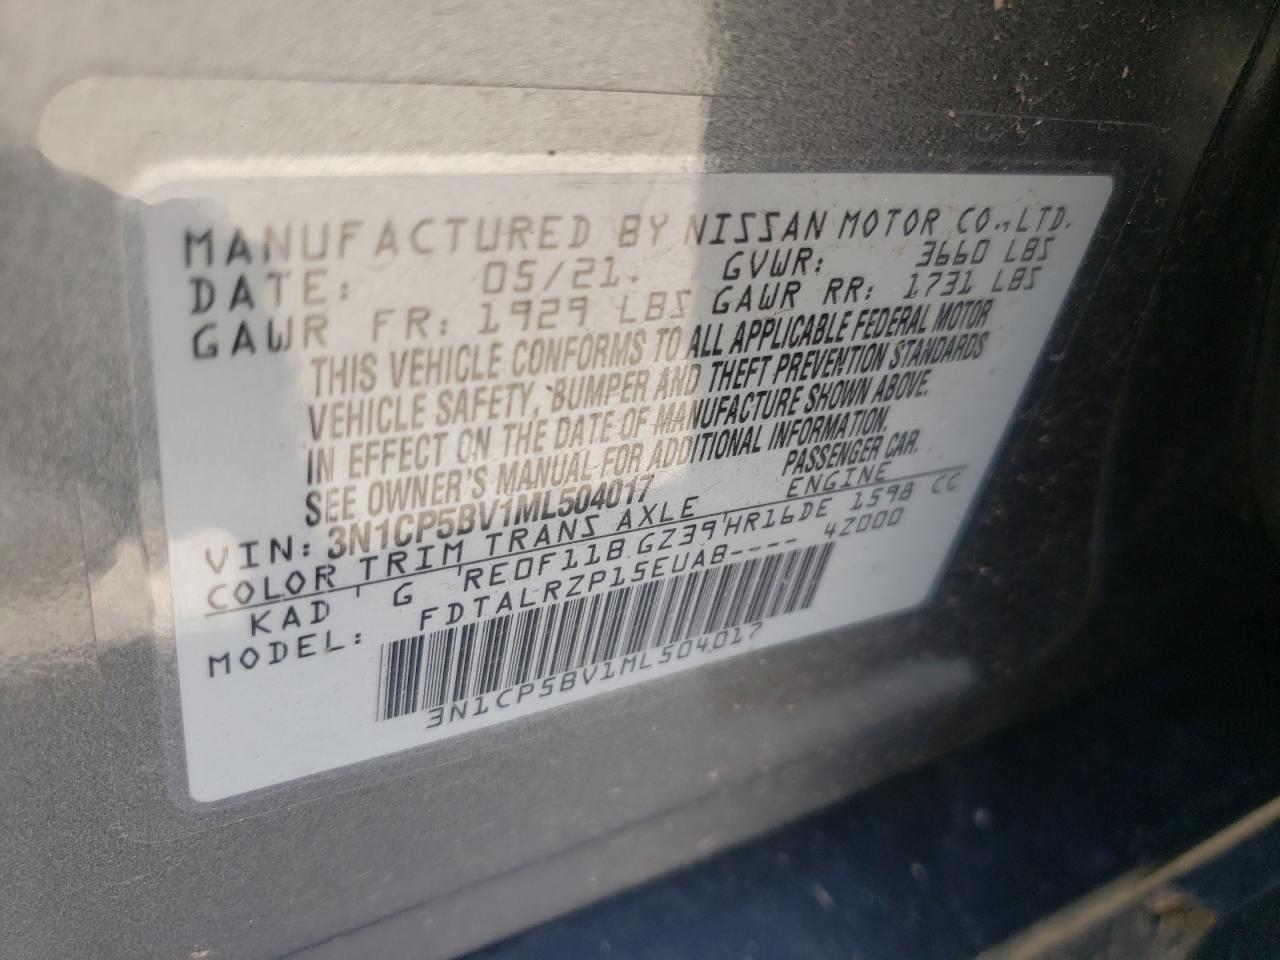 MANUFACTURED BY NISSAN MOTOR CO., LTD.
DATE: 05/21. GVWR: 3660 LBS
GAWR FR: 1929 LBS GAWR RR: 1731 LBS
THIS VEHICLE CONFORMS TO ALL APPLICABLE FEDERAL MOTOR
VEHICLE SAFETY, BUMPER AND THEFT PREVENTION STANDARDS
IN EFFECT ON THE DATE OF MANUFACTURE SHOWN ABOVE.
SEE OWNER'S MANUAL FOR ADDITIONAL INFORMATION.
VIN: 3N1CP5BV1ML504017 PASSENGER CAR.
COLOR TRIM TRANS AXLE ENGINE
KAD G RE0F11B GZ39 HR16DE 1598 CC
MODEL: FDTALRZP15EUAB---- 4Z000
3N1CP5BV1ML504017